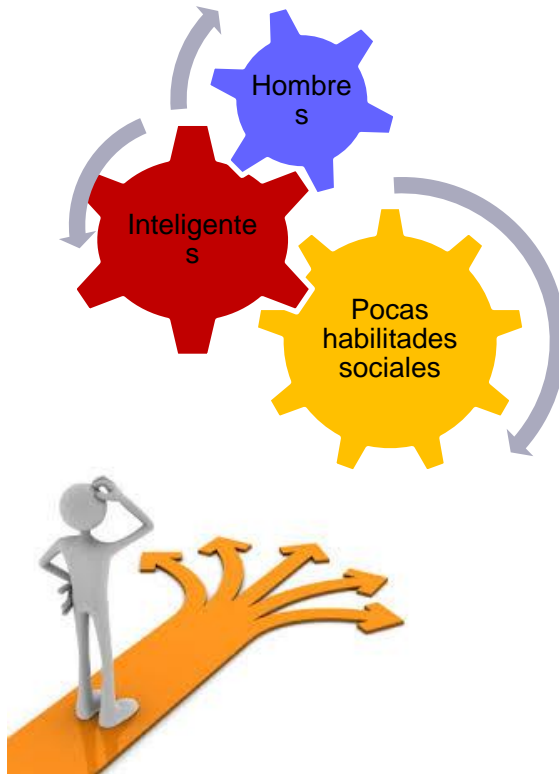 Hombre
s
Inteligente
s
Pocas
habilitades
sociales